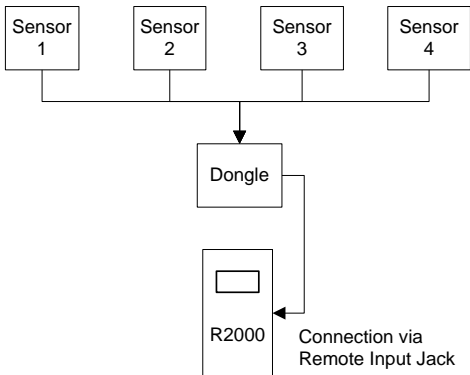 Sensor
1
Sensor
2
Sensor
3
Sensor
4
Dongle
R2000
Connection via
Remote Input Jack